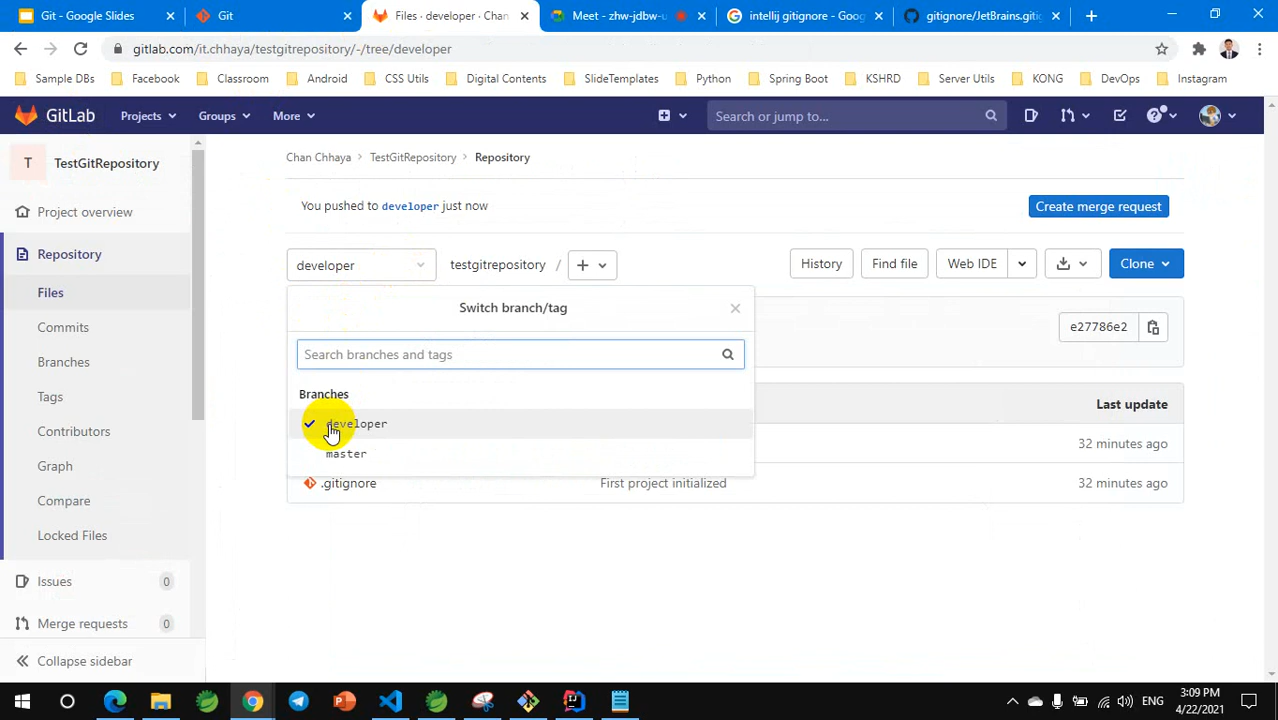 Git - Google Slides
Git
Files · developer · Chan
Meet - zhw-jdbw-u
intellij gitignore - Goog
gitignore/JetBrains.giti
gitlab.com/it.chhaya/testgitrepository/-/tree/developer
Sample DBs
Facebook
Classroom
Android
CSS Utils
Digital Contents
SlideTemplates
Python
Spring Boot
KSHRD
Server Utils
KONG
DevOps
Instagram
GitLab
Projects
Groups
More
Search or jump to...
T
TestGitRepository
Project overview
Repository
Files
Commits
Branches
Tags
Contributors
Graph
Compare
Locked Files
Issues 0
Merge requests 0
Collapse sidebar
Chan Chhaya
TestGitRepository
Repository
You pushed to developer just now
Create merge request
developer
testgitrepository /
History
Find file
Web IDE
Clone
Switch branch/tag
Search branches and tags
Branches
developer
master
e27786e2
Last update
32 minutes ago
.gitignore First project initialized 32 minutes ago
ENG
3:09 PM
4/22/2021